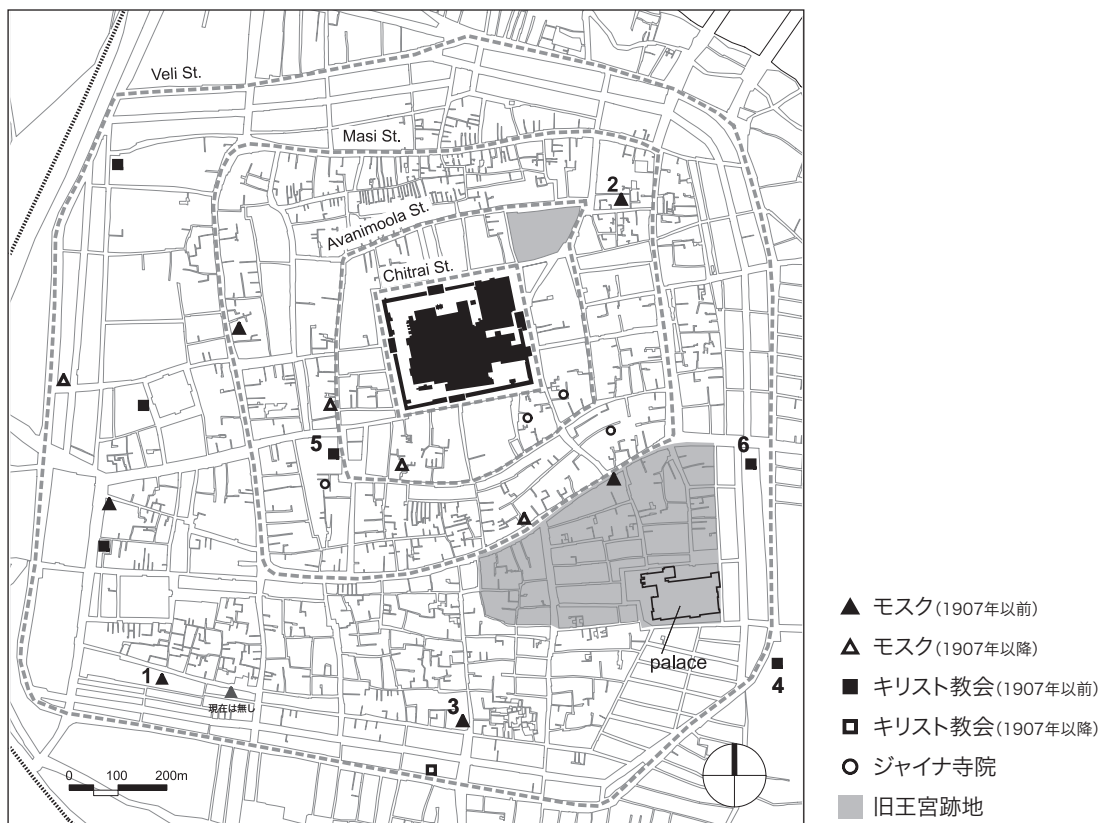 Veli St.
Masi St.
2
Avanimoola St.
Chitrai St.
5
6
palace
4
1
現在は無し
3
0 100 200m
▲ モスク(1907年以前)
△ モスク(1907年以降)
■ キリスト教会(1907年以前)
□ キリスト教会(1907年以降)
○ ジャイナ寺院
旧王宮跡地